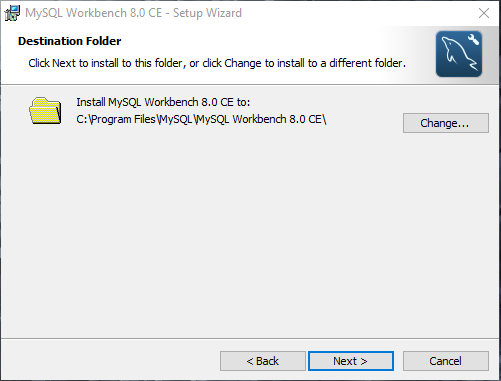 MySQL Workbench 8.0 CE - Setup Wizard
Destination Folder
Click Next to install to this folder, or click Change to install to a different folder.
Install MySQL Workbench 8.0 CE to:
C:\Program Files\MySQL\MySQL Workbench 8.0 CE\
Change...
< Back
Next >
Cancel